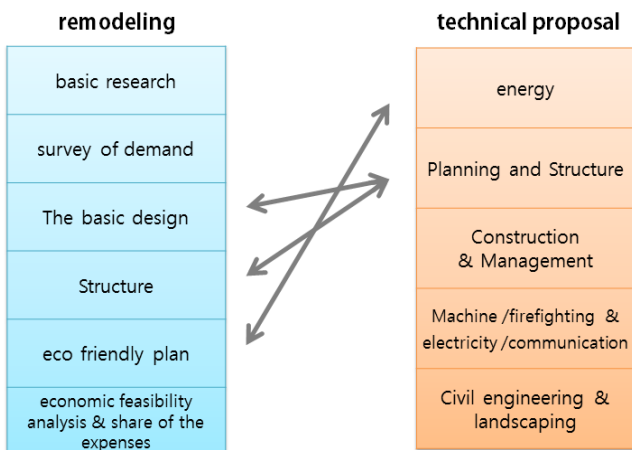 remodeling
basic research
survey of demand
The basic design
Structure
eco friendly plan
economic feasibility
analysis & share of the
expenses
technical proposal
energy
Planning and Structure
Construction
& Management
Machine /firefighting &
electricity /communication
Civil engineering &
landscaping